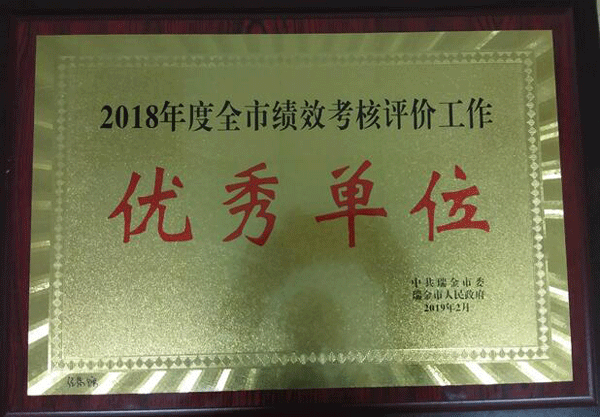 2018年度全市绩效考核评价工作
优秀单位
中共瑞金市委
瑞金市人民政府
2019年2月